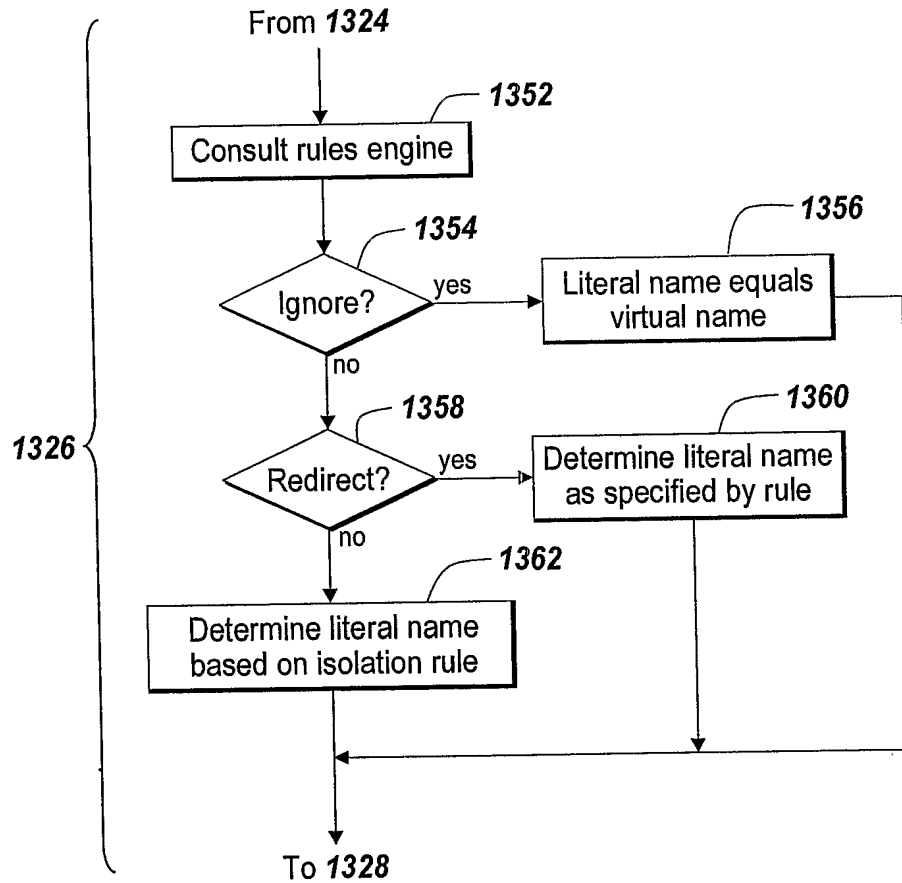 From 1324
1352
Consult rules engine
1354
1356
Ignore?
yes
Literal name equals
virtual name
no
1358
1360
1326
Redirect?
yes
Determine literal name
as specified by rule
no
1362
Determine literal name
based on isolation rule
To 1328